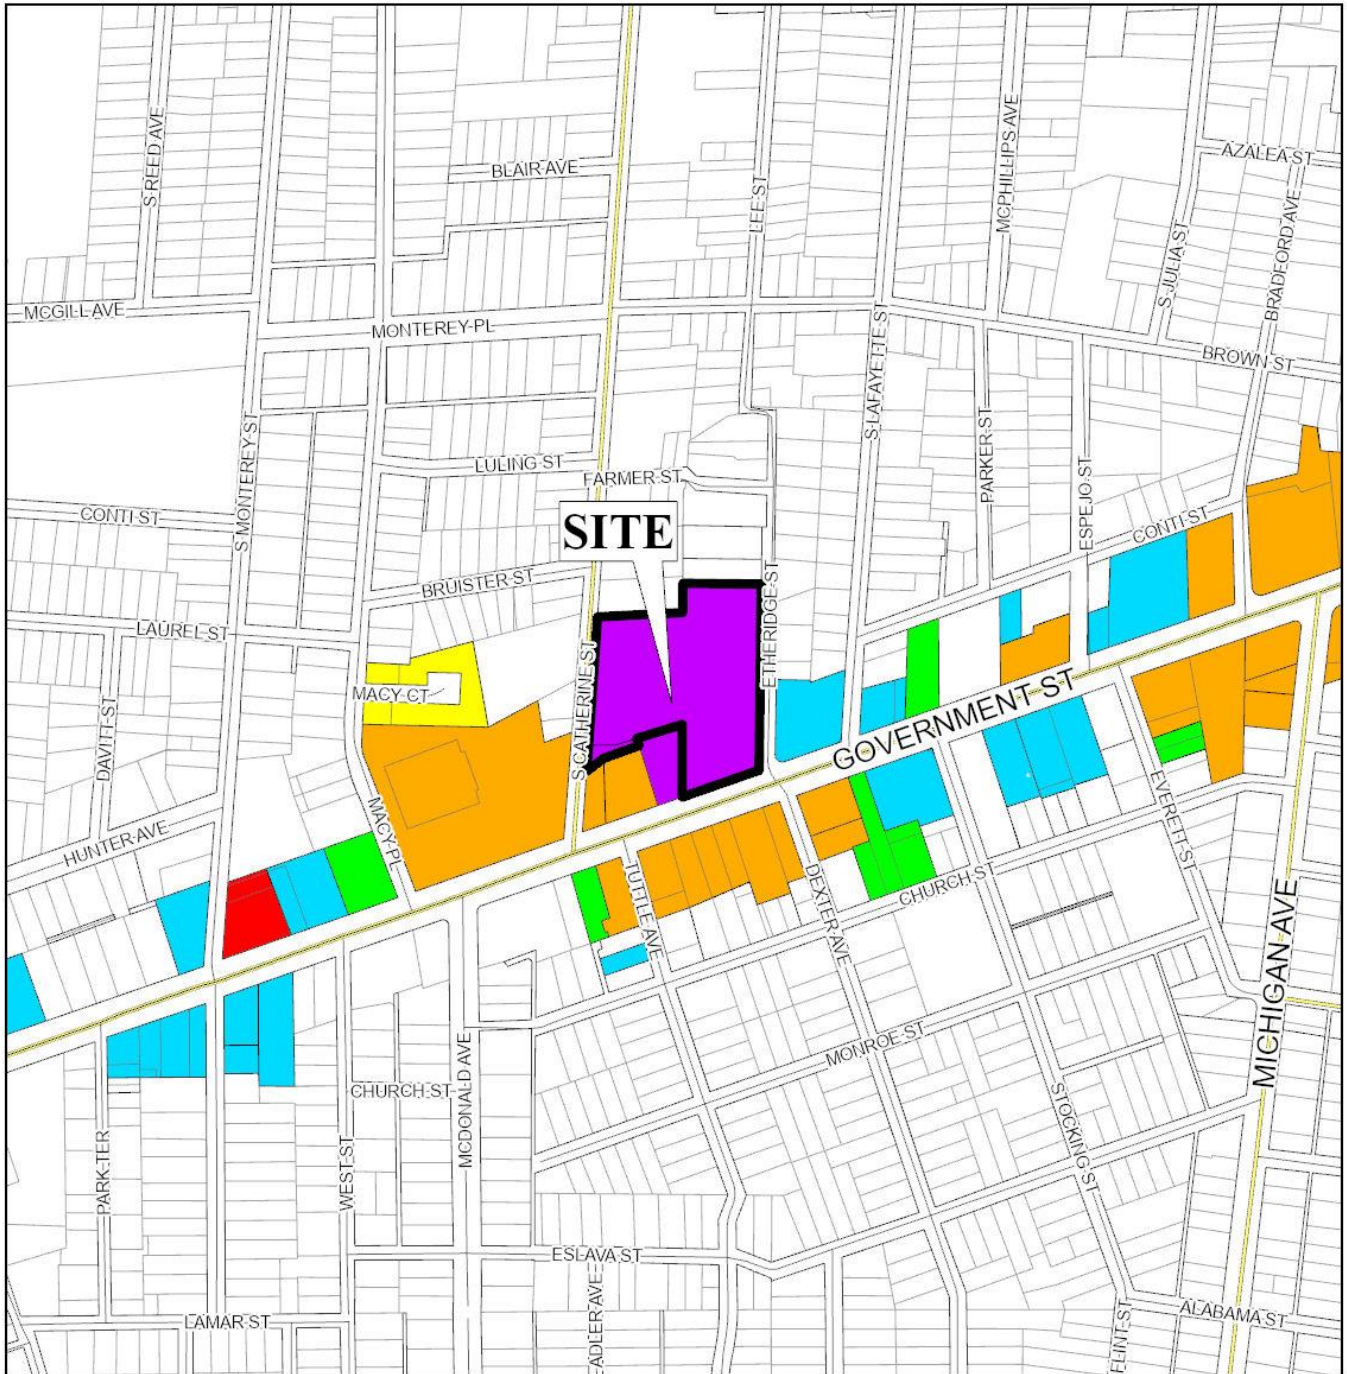 S REED AVE
BLAIR AVE
LEE ST
MCPHILLIPS AVE
AZALEA ST
BRADFORD AVE
S JULIA ST
MCGILL AVE
MONTEREY PL
S LAFAYETTE ST
BROWN ST
S MONTEREY ST
PARKER ST
LULING ST
FARMER ST
ESPEJO ST
CONTI ST
CONTI ST
SITE
BRUISTER ST
LAUREL ST
ETHERIDGE ST
S CATHERINE ST
MACY CT
DAVITT ST
GOVERNMENT ST
HUNTER AVE
MACY PL
EVERETT ST
TUTTLE AVE
DEXTER AVE
CHURCH ST
MICHIGAN AVE
MONROE ST
MCDONALD AVE
CHURCH ST
STOCKING ST
PARK TER
WEST ST
ESLAVA ST
LAMAR ST
ADLER AVE
FLINT ST
ALABAMA ST